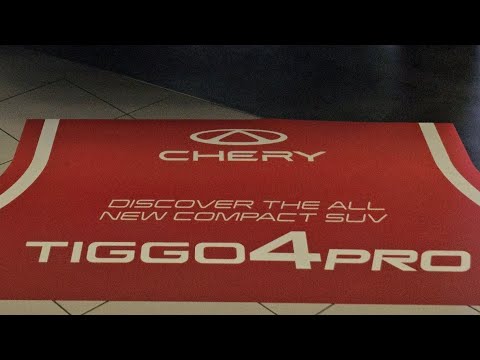 CHERY
DISCOVER THE ALL
NEW COMPACT SUV
TIGGO4PRO